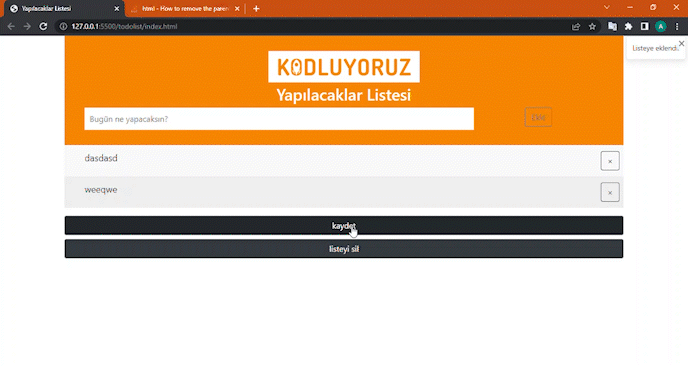 Yapılacaklar Listesi
html - How to remove the paren
127.0.0.1:5500/todolist/index.html
A
Listeye eklendi.
KODLUYORUZ
Yapılacaklar Listesi
Bugün ne yapacaksın?
Ekle
dasdasd
×
weeqwe
×
kaydet
listeyi sil